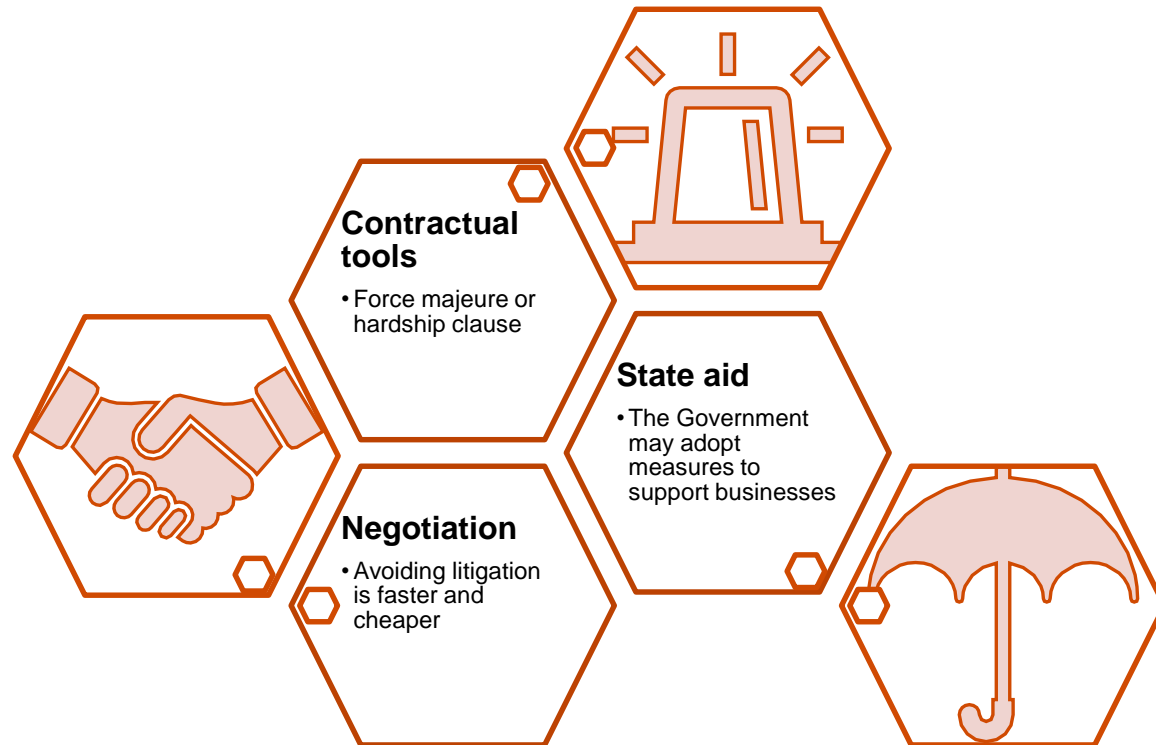 Contractual
tools
• Force majeure or
hardship clause
State aid
• The Government
may adopt
measures to
support businesses
Negotiation
• Avoiding litigation
is faster and
cheaper